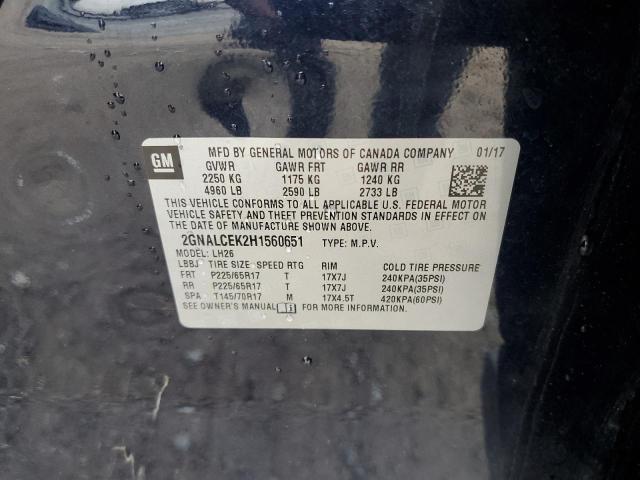 GM
MFD BY GENERAL MOTORS OF CANADA COMPANY 01/17
GVWR GAWR FRT GAWR RR
2250 KG 1175 KG 1240 KG
4960 LB 2590 LB 2733 LB
THIS VEHICLE CONFORMS TO ALL APPLICABLE U.S. FEDERAL MOTOR
VEHICLE SAFETY AND THEFT PREVENTION STANDARDS IN EFFECT ON
THE DATE OF MANUFACTURE SHOWN ABOVE.
2GNALCEK2H1560651 TYPE: M.P.V.
MODEL: LH26
LBBJ TIRE SIZE SPEED RTG RIM COLD TIRE PRESSURE
FRT P225/65R17 T 17X7J 240KPA(35PSI)
RR P225/65R17 T 17X7J 240KPA(35PSI)
SPA T145/70R17 M 17X4.5T 420KPA(60PSI)
SEE OWNER'S MANUAL FOR MORE INFORMATION.